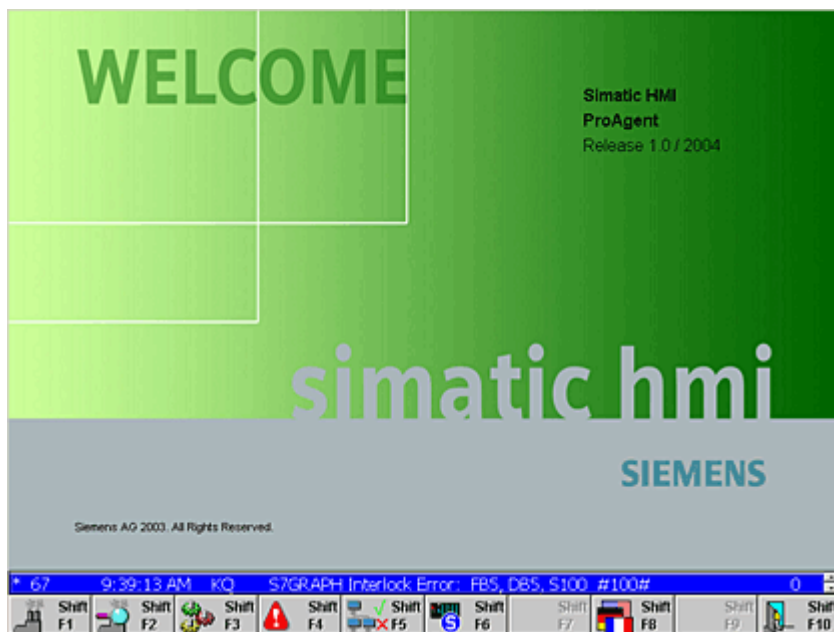 WELCOME
Simatic HMI
ProAgent
Release 1.0 / 2004
simatic hmi
SIEMENS
Siemens AG 2003. All Rights Reserved.
* 67 9:39:13 AM KQ S7GRAPH Interlock Error: FB5, DB5, S100 #100# 0
Shift Shift Shift Shift Shift Shift Shift Shift Shift Shift
F1 F2 F3 F4 F5 S F6 F7 F8 F9 F10